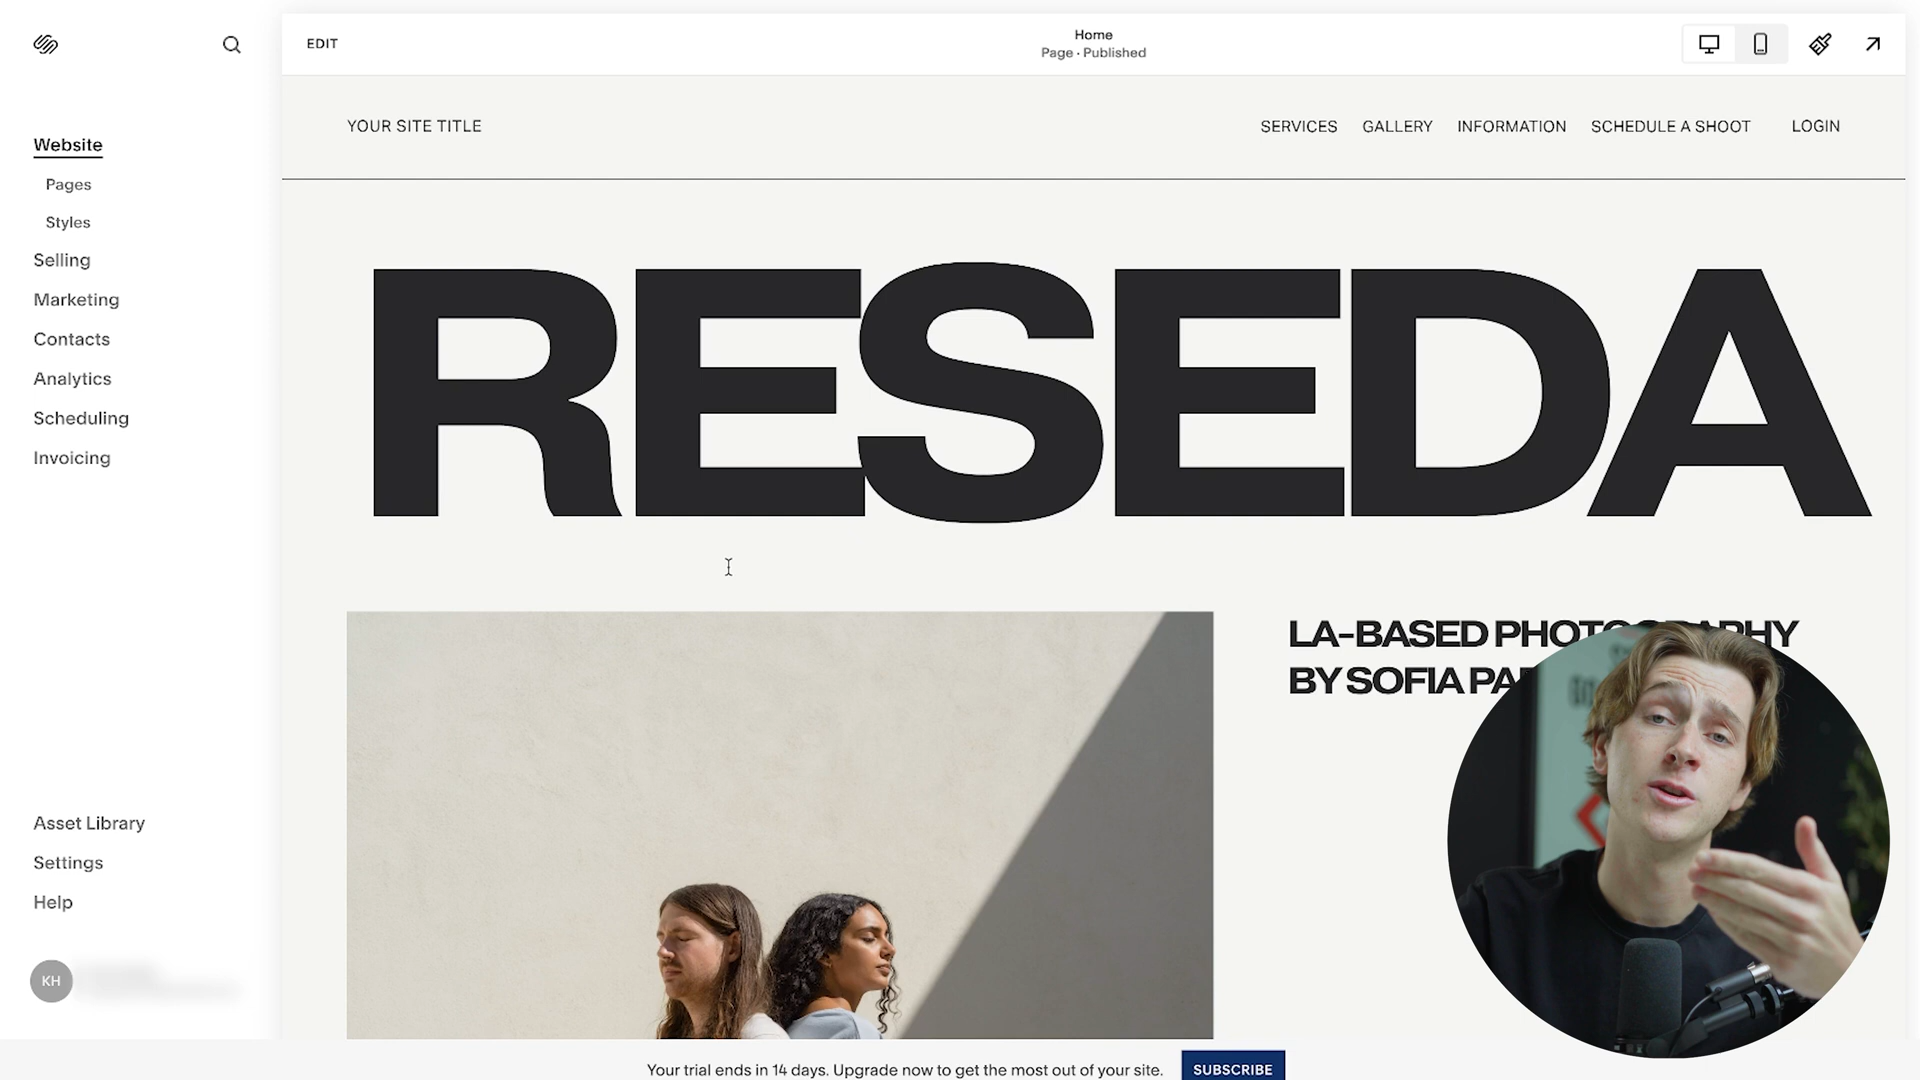 EDIT
Home
Page · Published
YOUR SITE TITLE
SERVICES GALLERY INFORMATION SCHEDULE A SHOOT LOGIN
Website
Pages
Styles
Selling
Marketing
Contacts
Analytics
Scheduling
Invoicing
RESEDA
LA-BASED PHOTOGRAPHY
BY SOFIA
Asset Library
Settings
Help
KH
Your trial ends in 14 days. Upgrade now to get the most out of your site.
SUBSCRIBE